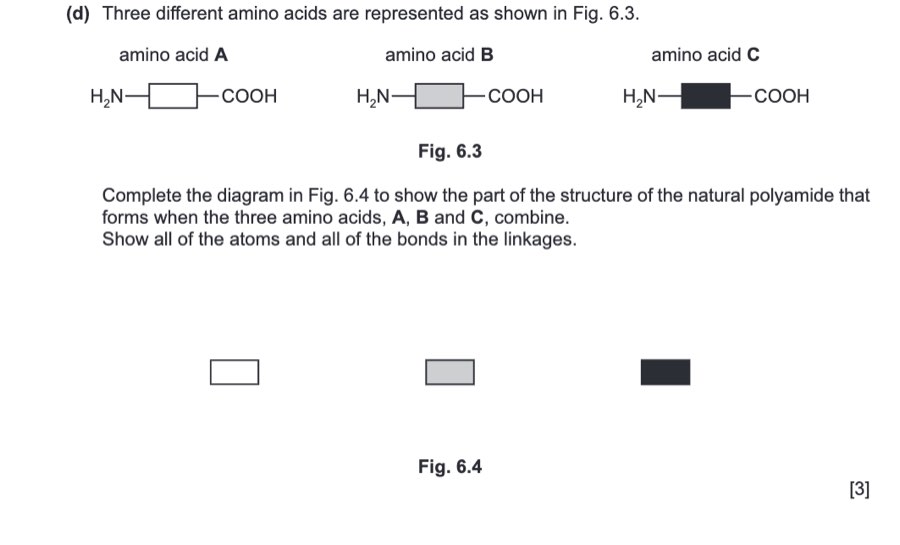 (d) Three different amino acids are represented as shown in Fig. 6.3.
amino acid A amino acid B amino acid C
H₂N COOH H₂N COOH H₂N COOH
Fig. 6.3
Complete the diagram in Fig. 6.4 to show the part of the structure of the natural polyamide that
forms when the three amino acids, A, B and C, combine.
Show all of the atoms and all of the bonds in the linkages.
Fig. 6.4
[3]